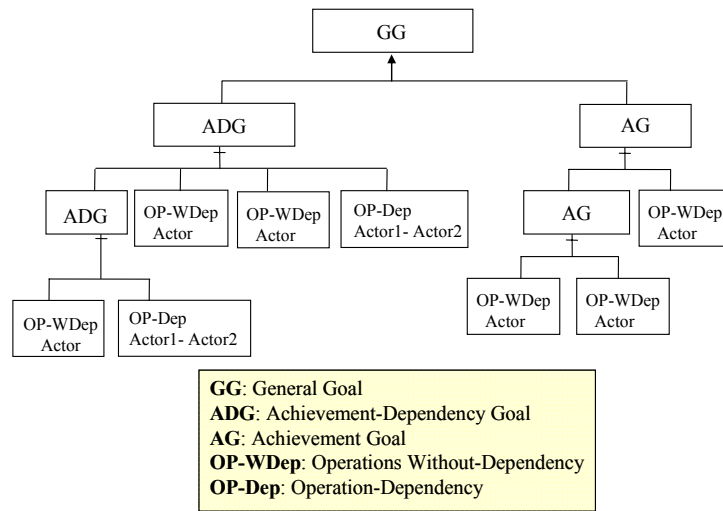 GG
ADG
AG
ADG
OP-WDep
Actor
OP-WDep
Actor
OP-Dep
Actor1- Actor2
AG
OP-WDep
Actor
OP-WDep
Actor
OP-Dep
Actor1- Actor2
OP-WDep
Actor
OP-WDep
Actor
GG: General Goal
ADG: Achievement-Dependency Goal
AG: Achievement Goal
OP-WDep: Operations Without-Dependency
OP-Dep: Operation-Dependency